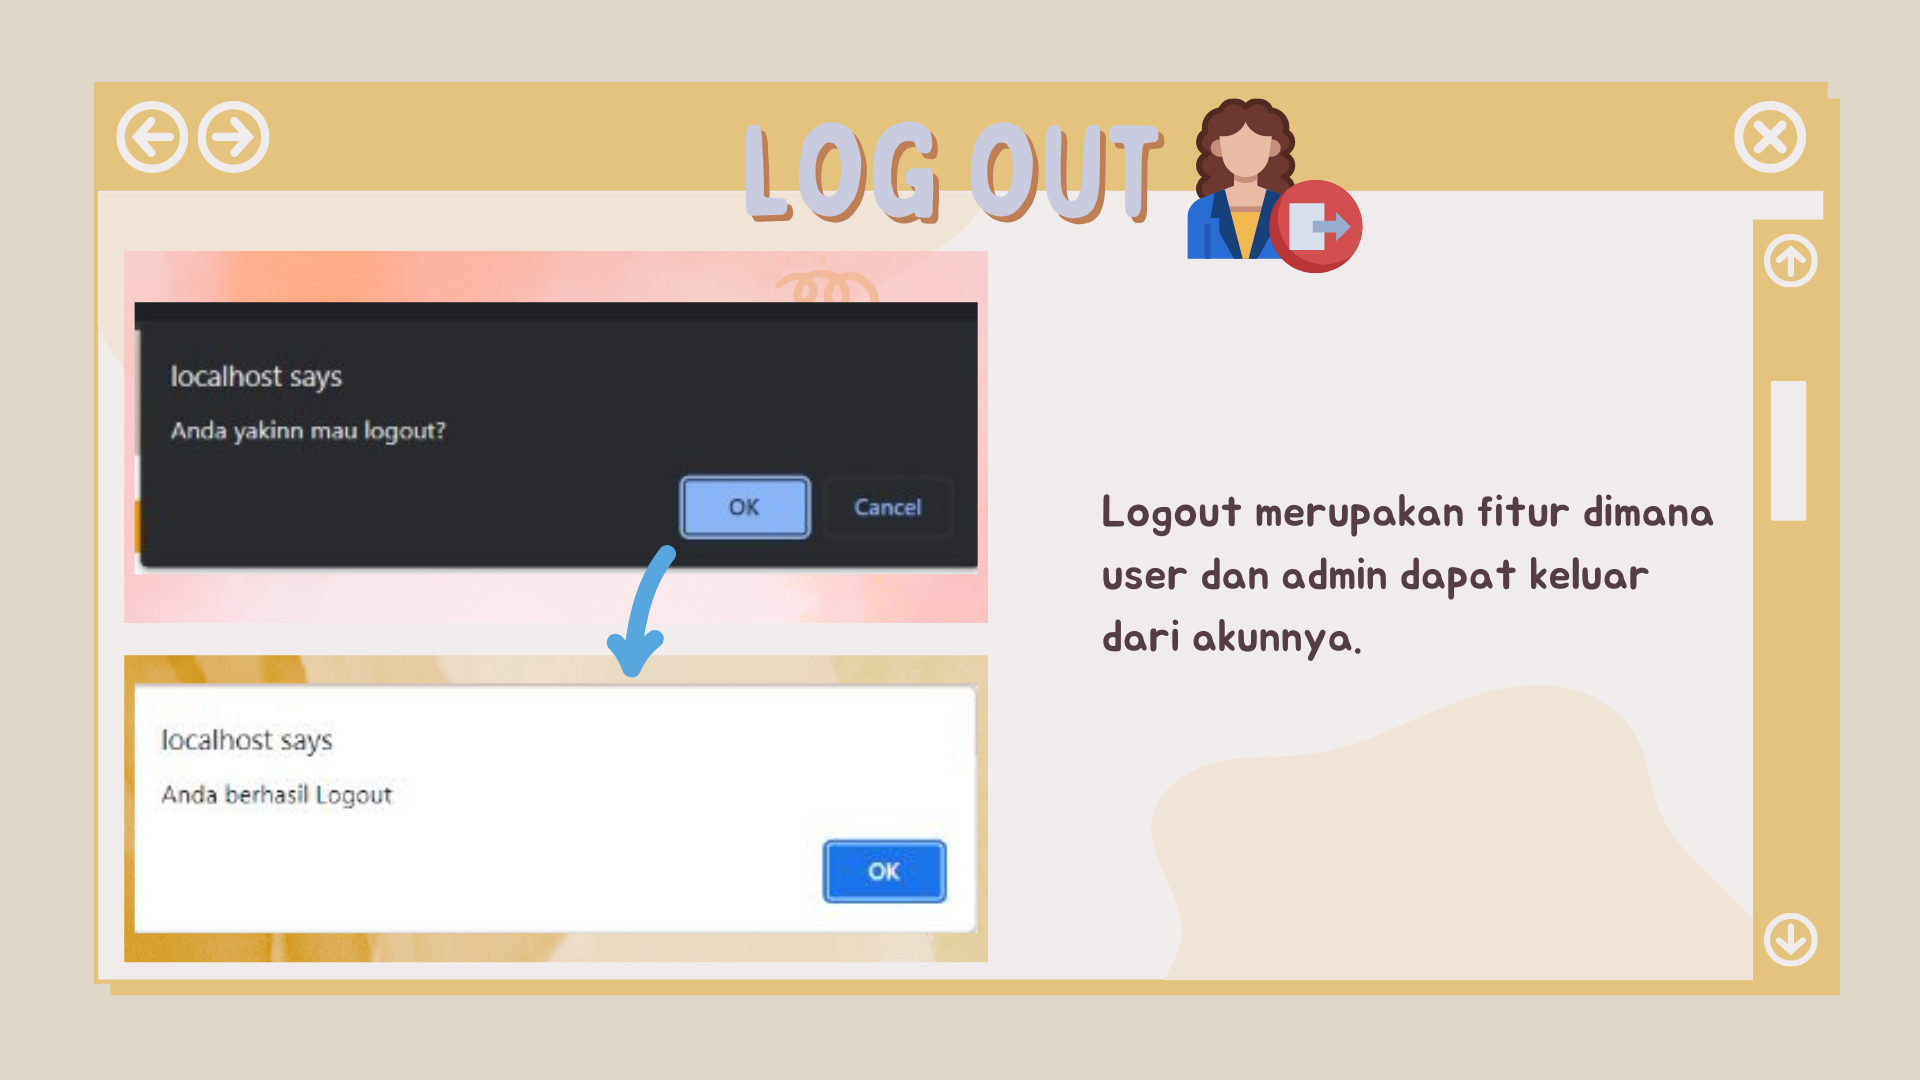 LOG OUT
localhost says
Anda yakinn mau logout?
OK
Cancel
localhost says
Anda berhasil Logout
OK
Logout merupakan fitur dimana
user dan admin dapat keluar
dari akunnya.